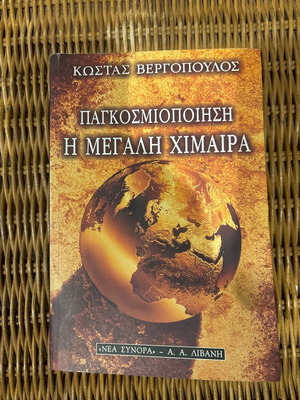 ΚΩΣΤΑΣ ΒΕΡΓΟΠΟΥΛΟΣ
ΠΑΓΚΟΣΜΙΟΠΟΙΗΣΗ
Η ΜΕΓΑΛΗ ΧΙΜΑΙΡΑ
«ΝΕΑ ΣΥΝΟΡΑ» - Α. Α. ΛΙΒΑΝΗ